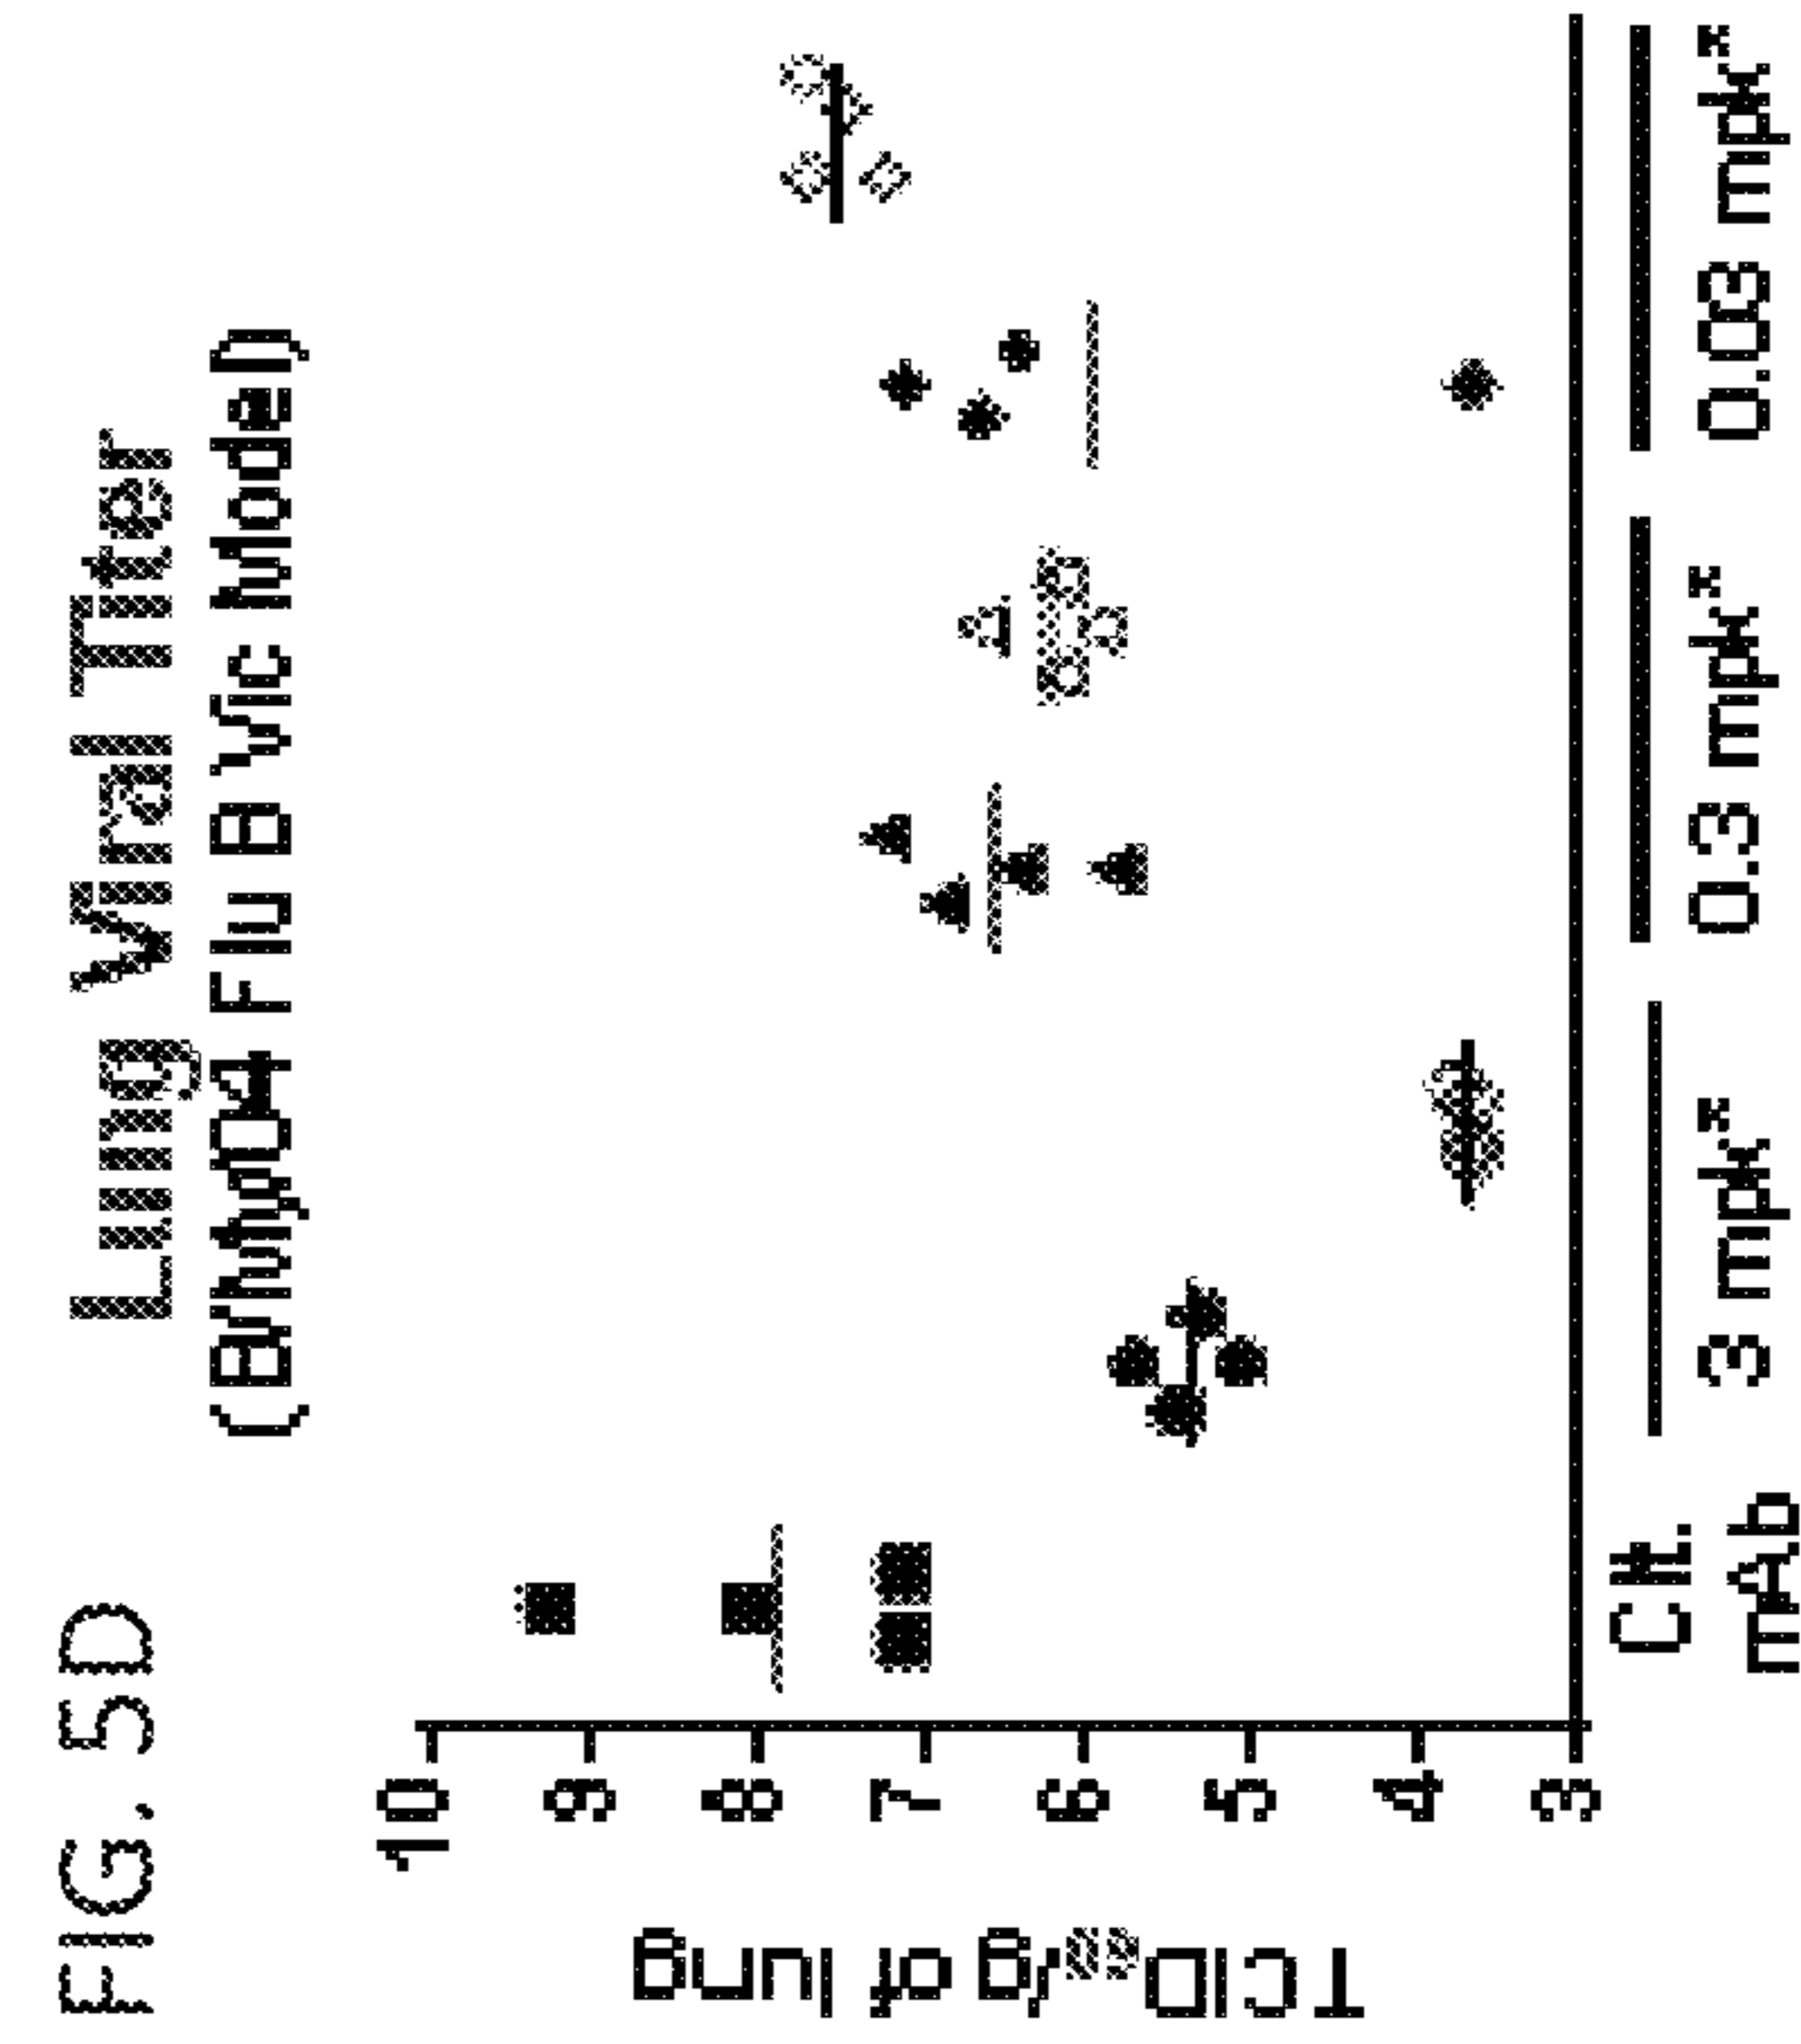 FIG. 5D
Lung Viral Titer
Flu B Vic Model)
TCID₅₀/g of lung
10
9
8
7
6
5
4
3
Ctl.
mAb
3 mpk*
0.3 mpk*
0.03 mpk*